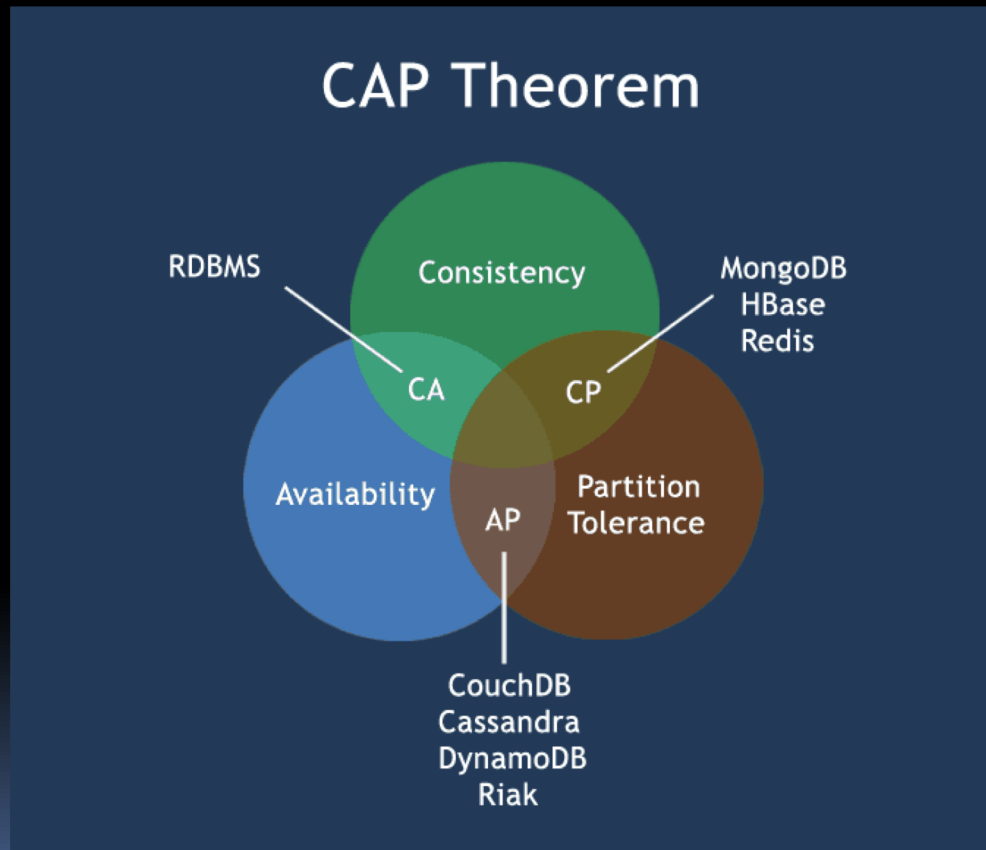 CAP Theorem
RDBMS
Consistency
MongoDB
HBase
Redis
CA
CP
Availability
Partition
Tolerance
AP
CouchDB
Cassandra
DynamoDB
Riak